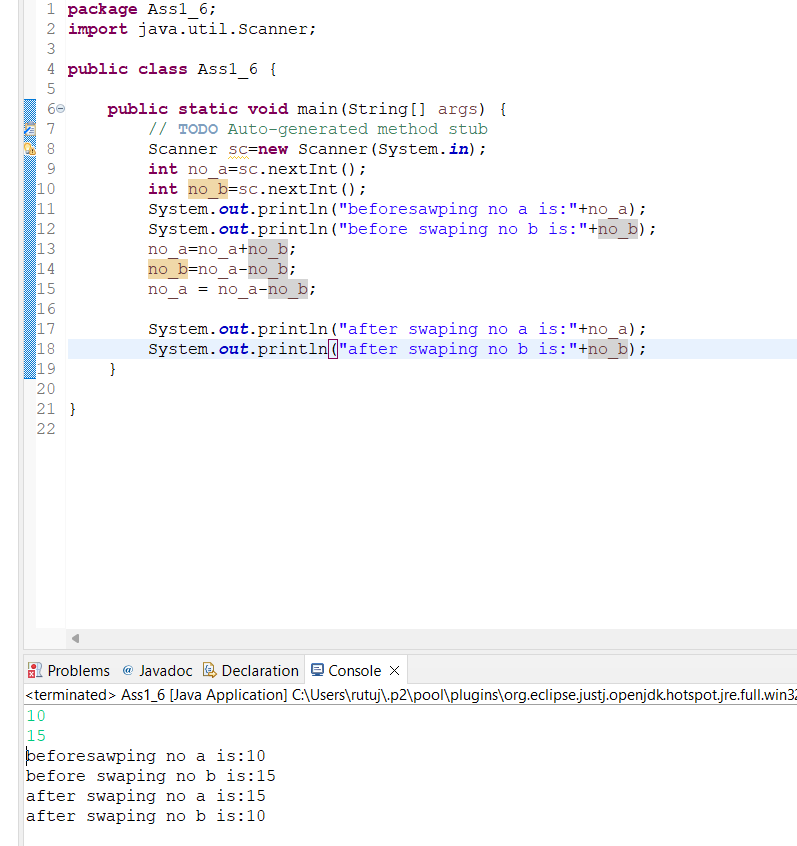 1 package Ass1_6;
2 import java.util.Scanner;
3
4 public class Ass1_6 {
5
6 public static void main(String[] args) {
7 // TODO Auto-generated method stub
8 Scanner sc=new Scanner(System.in);
9 int no_a=sc.nextInt();
10 int no_b=sc.nextInt();
11 System.out.println("beforesawping no a is:"+no_a);
12 System.out.println("before swaping no b is:"+no_b);
13 no_a=no_a+no_b;
14 no_b=no_a-no_b;
15 no_a = no_a-no_b;
16
17 System.out.println("after swaping no a is:"+no_a);
18 System.out.println("after swaping no b is:"+no_b);
19 }
20
21 }
22
Problems @ Javadoc Declaration Console
<terminated> Ass1_6 [Java Application] C:\Users\rutuj\.p2\pool\plugins\org.eclipse.justj.openjdk.hotspot.jre.full.win32
10
15
beforesawping no a is:10
before swaping no b is:15
after swaping no a is:15
after swaping no b is:10